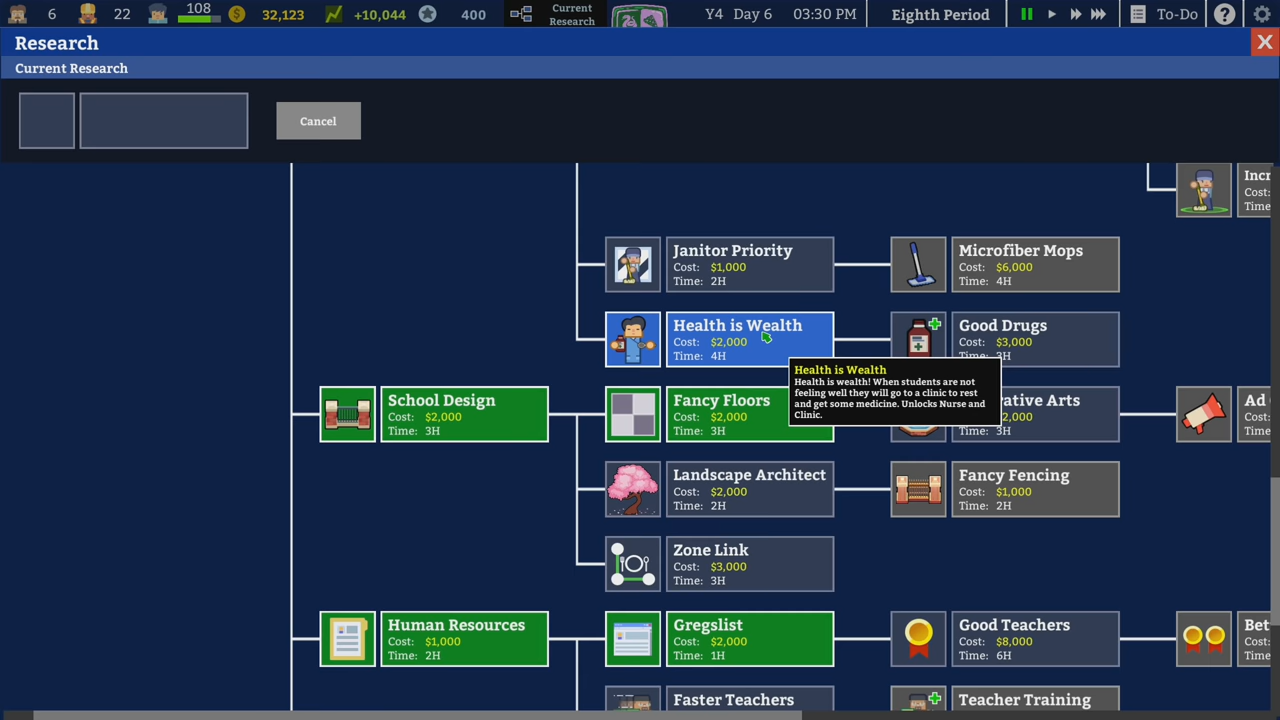 6 22 108 32,123 +10,044 400 Current Research Y4 Day 6 03:30 PM Eighth Period To-Do ?
Research X
Current Research
Cancel
Incr
Cost:
Time
Janitor Priority
Cost: $1,000
Time: 2H
Microfiber Mops
Cost: $6,000
Time: 4H
Health is Wealth
Cost: $2,000
Time: 4H
Good Drugs
Cost: $3,000
Time: 3H
Health is Wealth
Health is wealth! When students are not
feeling well they will go to a clinic to rest
and get some medicine. Unlocks Nurse and
Clinic.
School Design
Cost: $2,000
Time: 3H
Fancy Floors
Cost: $2,000
Time: 3H
rative Arts
2,000
3H
Ad
Cost:
Time
Landscape Architect
Cost: $2,000
Time: 2H
Fancy Fencing
Cost: $1,000
Time: 2H
Zone Link
Cost: $3,000
Time: 3H
Human Resources
Cost: $1,000
Time: 2H
Gregslist
Cost: $2,000
Time: 1H
Good Teachers
Cost: $8,000
Time: 6H
Bet
Cost:
Time
Faster Teachers
Teacher Training